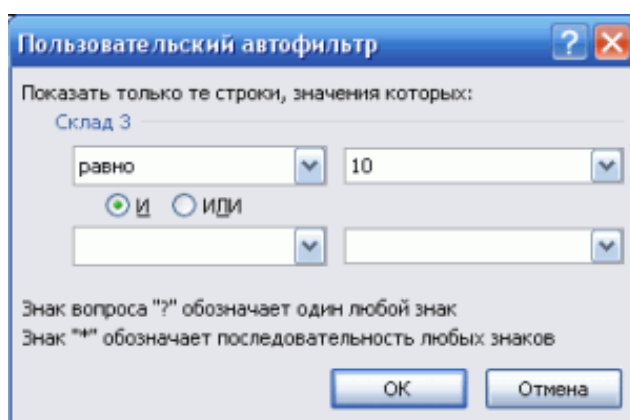 Пользовательский автофильтр
Показать только те строки, значения которых:
Склад 3
равно 10
И ИЛИ
Знак вопроса "?" обозначает один любой знак
Знак "*" обозначает последовательность любых знаков
ОК Отмена